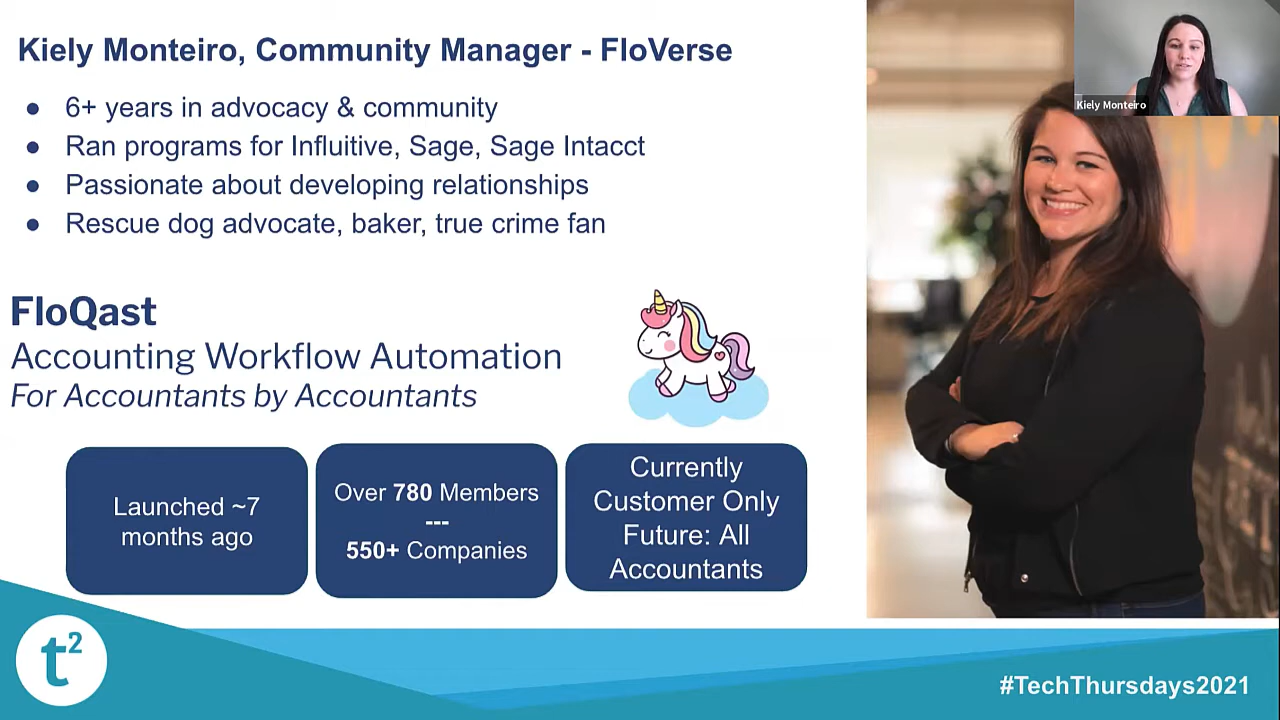 Kiely Monteiro, Community Manager - FloVerse
● 6+ years in advocacy & community
● Ran programs for Influitive, Sage, Sage Intacct
● Passionate about developing relationships
● Rescue dog advocate, baker, true crime fan
Kiely Monteiro
FloQast
Accounting Workflow Automation
For Accountants by Accountants
Launched ~7
months ago
Over 780 Members
---
550+ Companies
Currently
Customer Only
Future: All
Accountants
t²
#TechThursdays2021